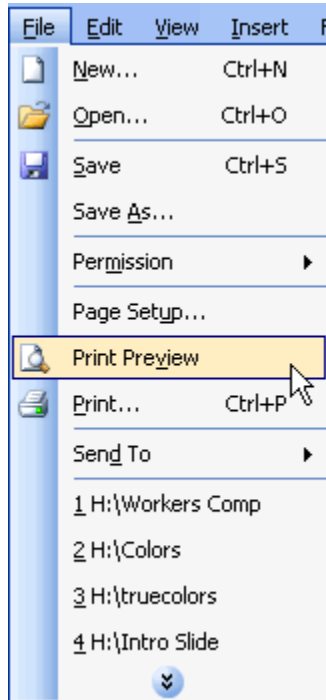 File Edit View Insert F
New... Ctrl+N
Open... Ctrl+O
Save Ctrl+S
Save As...
Permission
Page Setup...
Print Preview
Print... Ctrl+P
Send To
1 H:\Workers Comp
2 H:\Colors
3 H:\truecolors
4 H:\Intro Slide